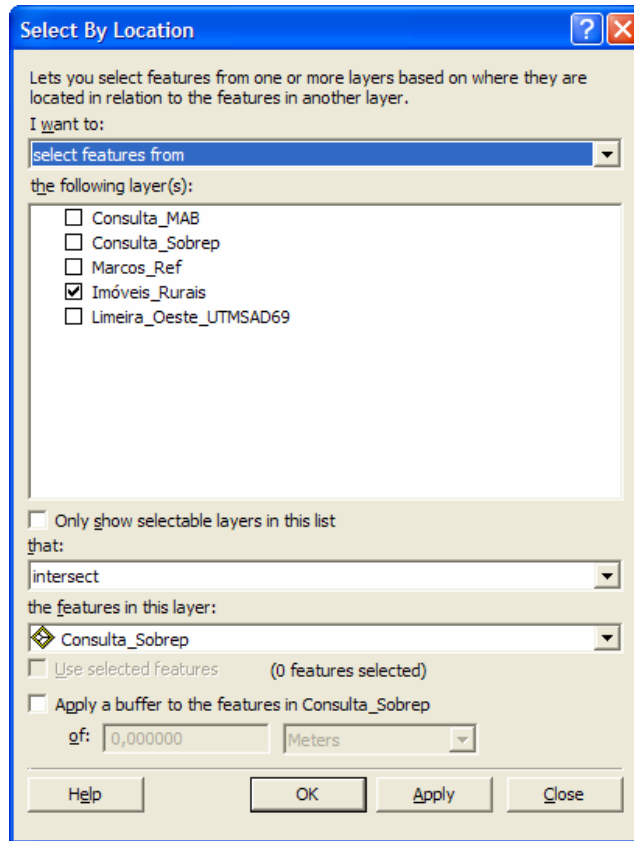 Select By Location
Lets you select features from one or more layers based on where they are
located in relation to the features in another layer.
I want to:
select features from
the following layer(s):
Consulta_MAB
Consulta_Sobrep
Marcos_Ref
Imóveis_Rurais
Limeira_Oeste_UTMSAD69
Only show selectable layers in this list
that:
intersect
the features in this layer:
Consulta_Sobrep
Use selected features (0 features selected)
Apply a buffer to the features in Consulta_Sobrep
of: 0,000000 Meters
Help OK Apply Close